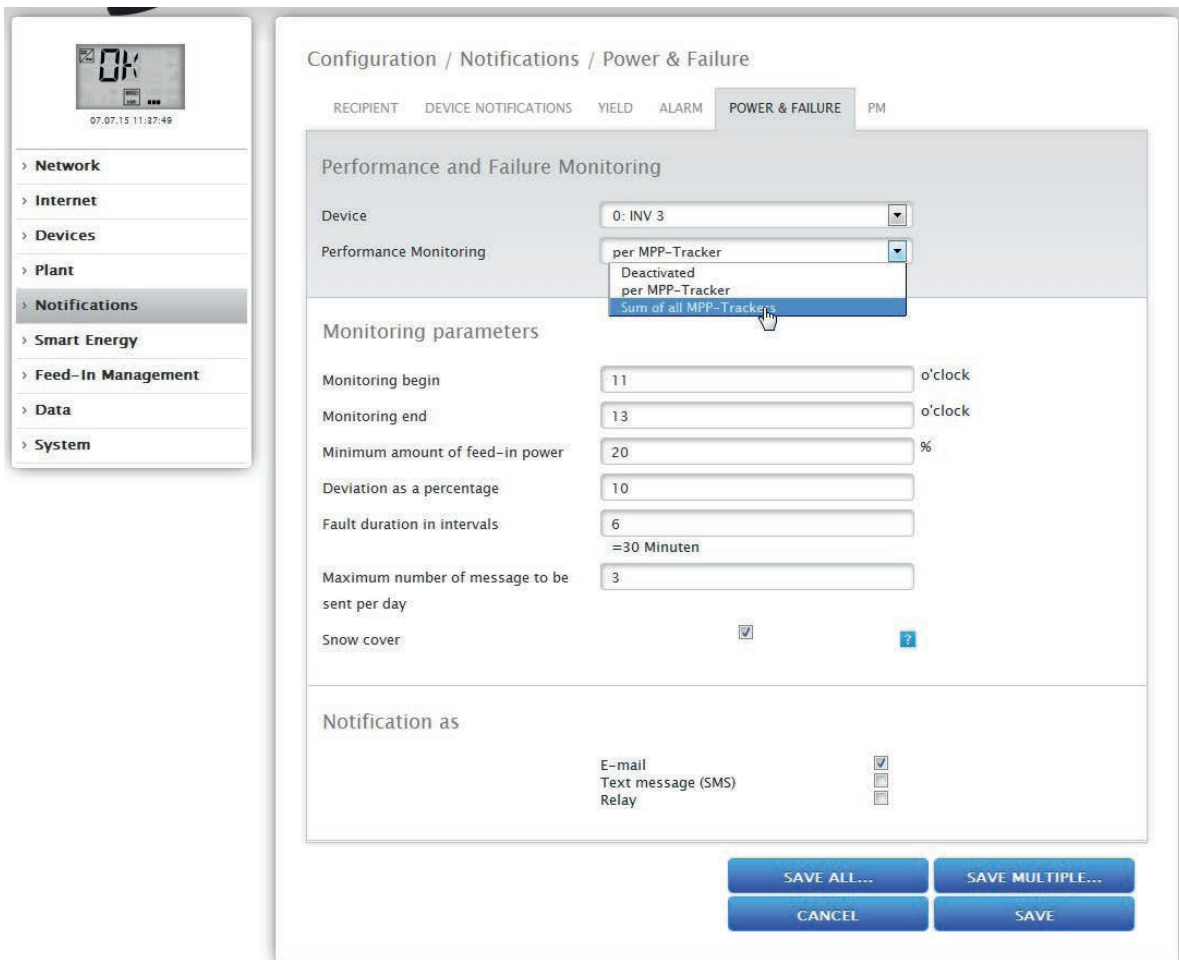 OK
07.07.15 11:37:49
› Network
› Internet
› Devices
› Plant
› Notifications
› Smart Energy
› Feed-In Management
› Data
› System
Configuration / Notifications / Power & Failure
RECIPIENT DEVICE NOTIFICATIONS YIELD ALARM POWER & FAILURE PM
Performance and Failure Monitoring
Device 0: INV 3
Performance Monitoring per MPP-Tracker
Deactivated
per MPP-Tracker
Sum of all MPP-Trackers
Monitoring parameters
Monitoring begin 11 o'clock
Monitoring end 13 o'clock
Minimum amount of feed-in power 20 %
Deviation as a percentage 10
Fault duration in intervals 6
=30 Minuten
Maximum number of message to be 3
sent per day
Snow cover ?
Notification as
E-mail
Text message (SMS)
Relay
SAVE ALL... SAVE MULTIPLE...
CANCEL SAVE